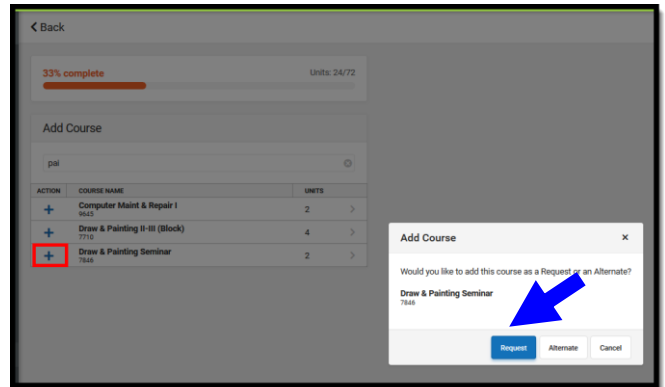 Back
33% complete Units: 24/72
Add Course
pai
ACTION COURSE NAME UNITS
Computer Maint & Repair I 2
9645
Draw & Painting II-III (Block) 4
7710
Draw & Painting Seminar 2
7846
Add Course ×
Would you like to add this course as a Request or an Alternate?
Draw & Painting Seminar
7846
Request Alternate Cancel